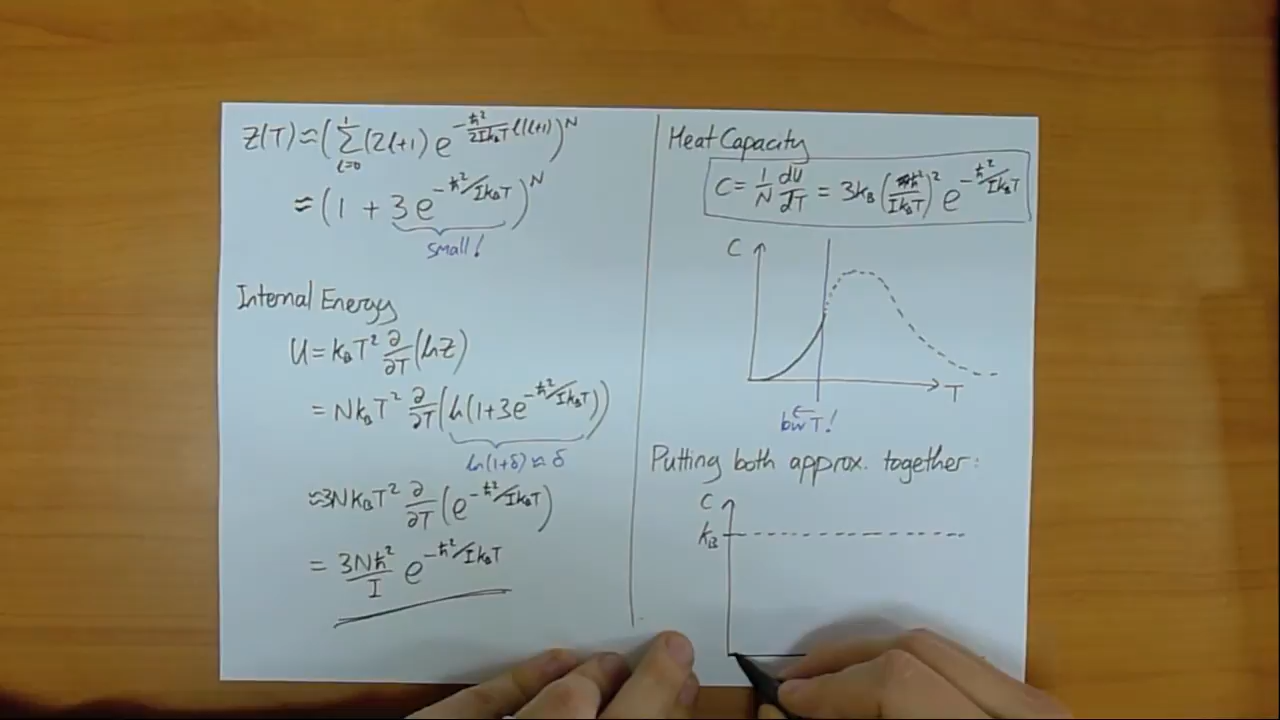 Z(T) ≈ (∑_{l=0}^{1} (2l+1) e^{-ħ²/2Ik_BT l(l+1)})^N
≈ (1 + 3e^{-ħ²/Ik_BT})^N
small!
Internal Energy
U = k_BT² ∂/∂T (ln Z)
= Nk_BT² ∂/∂T (ln(1+3e^{-ħ²/Ik_BT}))
ln(1+δ) ≈ δ
≈ 3Nk_BT² ∂/∂T (e^{-ħ²/Ik_BT})
= 3Nħ²/I e^{-ħ²/Ik_BT}
Heat Capacity
C = 1/N dU/dT = 3k_B (ħ²/Ik_BT)² e^{-ħ²/Ik_BT}
C
T
←
low T!
Putting both approx. together:
C
k_B